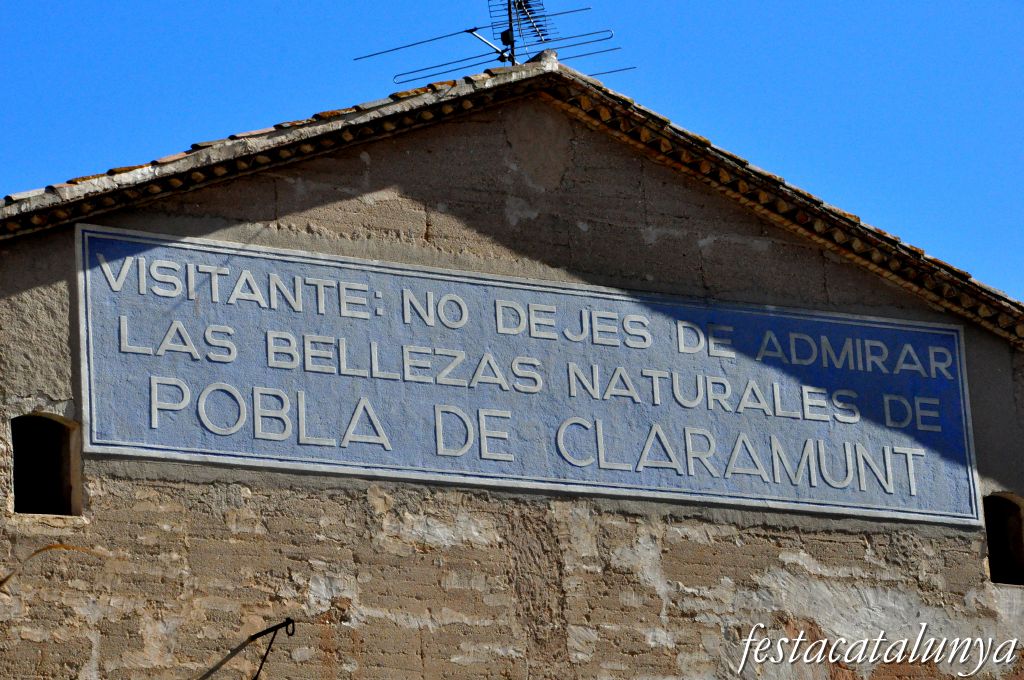 VISITANTE: NO DEJES DE ADMIRAR
LAS BELLEZAS NATURALES DE
POBLA DE CLARAMUNT
festacatalunya